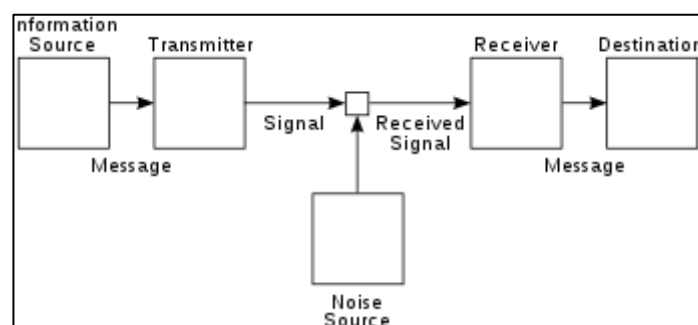 nformation
Source
Transmitter
Receiver
Destination
Signal
Received
Signal
Message
Message
Noise
Source